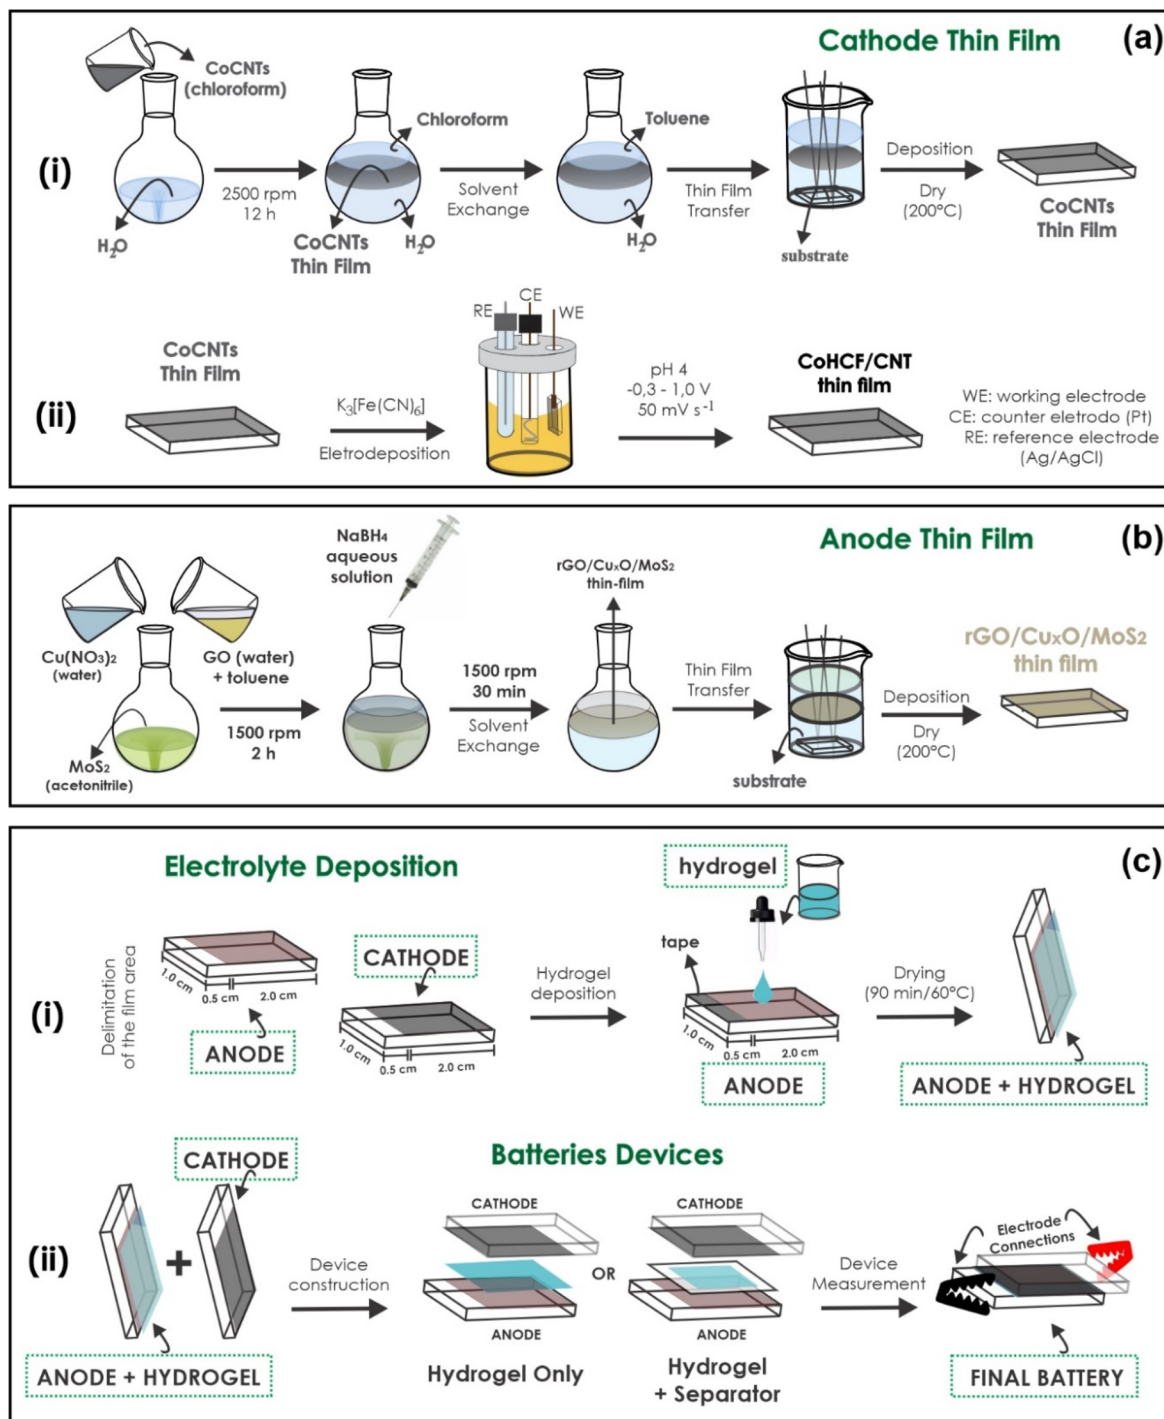 Cathode Thin Film
(a)
(i)
CoCNTs
(chloroform)
H₂O
2500 rpm
12 h
Chloroform
CoCNTs
Thin Film
H₂O
Solvent
Exchange
Toluene
H₂O
Thin Film
Transfer
substrate
Deposition
Dry
(200°C)
CoCNTs
Thin Film
(ii)
CoCNTs
Thin Film
K₃[Fe(CN)₆]
Eletrodeposition
RE
CE
WE
pH 4
-0,3 - 1,0 V
50 mV s⁻¹
CoHCF/CNT
thin film
WE: working electrode
CE: counter eletrodo (Pt)
RE: reference electrode
(Ag/AgCl)
Anode Thin Film
(b)
Cu(NO₃)₂
(water)
GO (water)
+ toluene
MoS₂
(acetonitrile)
1500 rpm
2 h
NaBH₄
aqueous
solution
1500 rpm
30 min
Solvent
Exchange
rGO/CuₓO/MoS₂
thin-film
Thin Film
Transfer
substrate
Deposition
Dry
(200°C)
rGO/CuxO/MoS₂
thin film
Electrolyte Deposition
(c)
(i)
Delimitation
of the film area
1.0 cm
0.5 cm
2.0 cm
ANODE
CATHODE
1.0 cm
0.5 cm
2.0 cm
Hydrogel
deposition
hydrogel
tape
1.0 cm
0.5 cm
2.0 cm
ANODE
Drying
(90 min/60°C)
ANODE + HYDROGEL
Batteries Devices
(ii)
CATHODE
+
ANODE + HYDROGEL
Device
construction
CATHODE
ANODE
Hydrogel Only
OR
CATHODE
ANODE
Hydrogel
+ Separator
Device
Measurement
Electrode
Connections
FINAL BATTERY